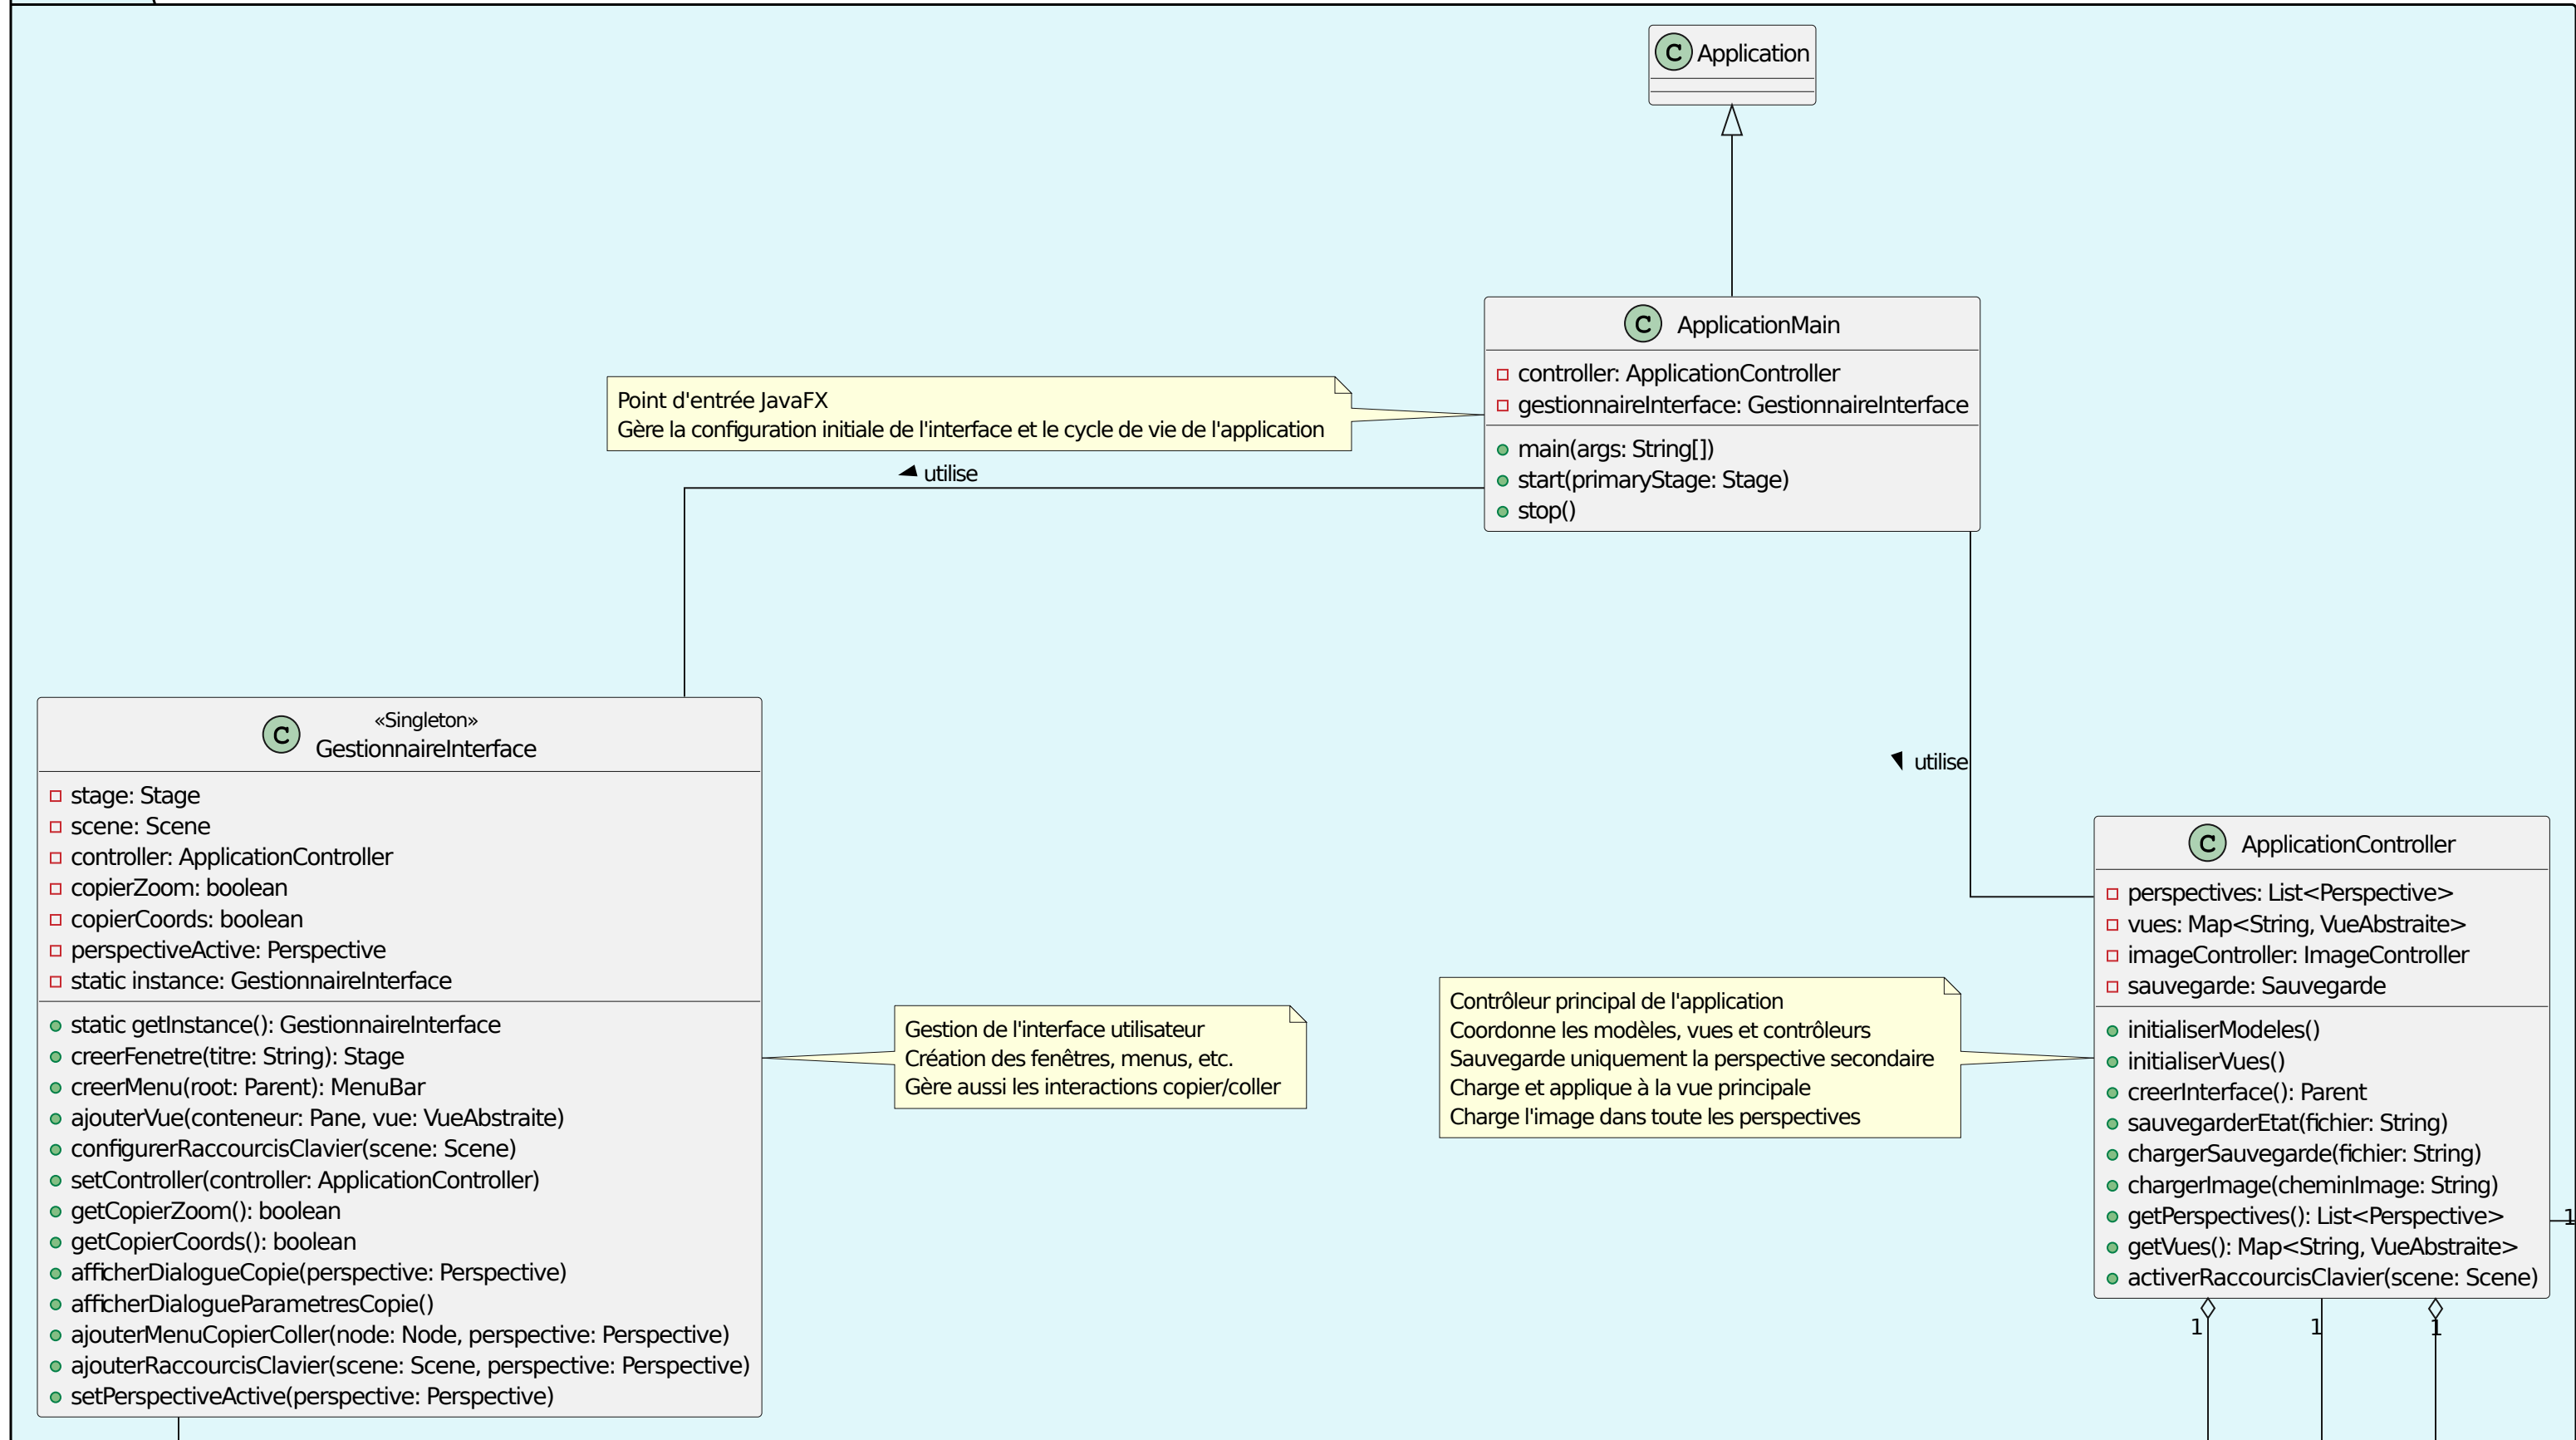 C Application
C ApplicationMain
controller: ApplicationController
gestionnaireInterface: GestionnaireInterface
main(args: String[])
start(primaryStage: Stage)
stop()
Point d'entrée JavaFX
Gère la configuration initiale de l'interface et le cycle de vie de l'application
utilise
utilise
«Singleton»
C GestionnaireInterface
stage: Stage
scene: Scene
controller: ApplicationController
copierZoom: boolean
copierCoords: boolean
perspectiveActive: Perspective
static instance: GestionnaireInterface
static getInstance(): GestionnaireInterface
creerFenetre(titre: String): Stage
creerMenu(root: Parent): MenuBar
ajouterVue(conteneur: Pane, vue: VueAbstraite)
configurerRaccourcisClavier(scene: Scene)
setController(controller: ApplicationController)
getCopierZoom(): boolean
getCopierCoords(): boolean
afficherDialogueCopie(perspective: Perspective)
afficherDialogueParametresCopie()
ajouterMenuCopierColler(node: Node, perspective: Perspective)
ajouterRaccourcisClavier(scene: Scene, perspective: Perspective)
setPerspectiveActive(perspective: Perspective)
Gestion de l'interface utilisateur
Création des fenêtres, menus, etc.
Gère aussi les interactions copier/coller
Contrôleur principal de l'application
Coordonne les modèles, vues et contrôleurs
Sauvegarde uniquement la perspective secondaire
Charge et applique à la vue principale
Charge l'image dans toute les perspectives
C ApplicationController
perspectives: List<Perspective>
vues: Map<String, VueAbstraite>
imageController: ImageController
sauvegarde: Sauvegarde
initialiserModeles()
initialiserVues()
creerInterface(): Parent
sauvegarderEtat(fichier: String)
chargerSauvegarde(fichier: String)
chargerImage(cheminImage: String)
getPerspectives(): List<Perspective>
getVues(): Map<String, VueAbstraite>
activerRaccourcisClavier(scene: Scene)
1
1
1
1